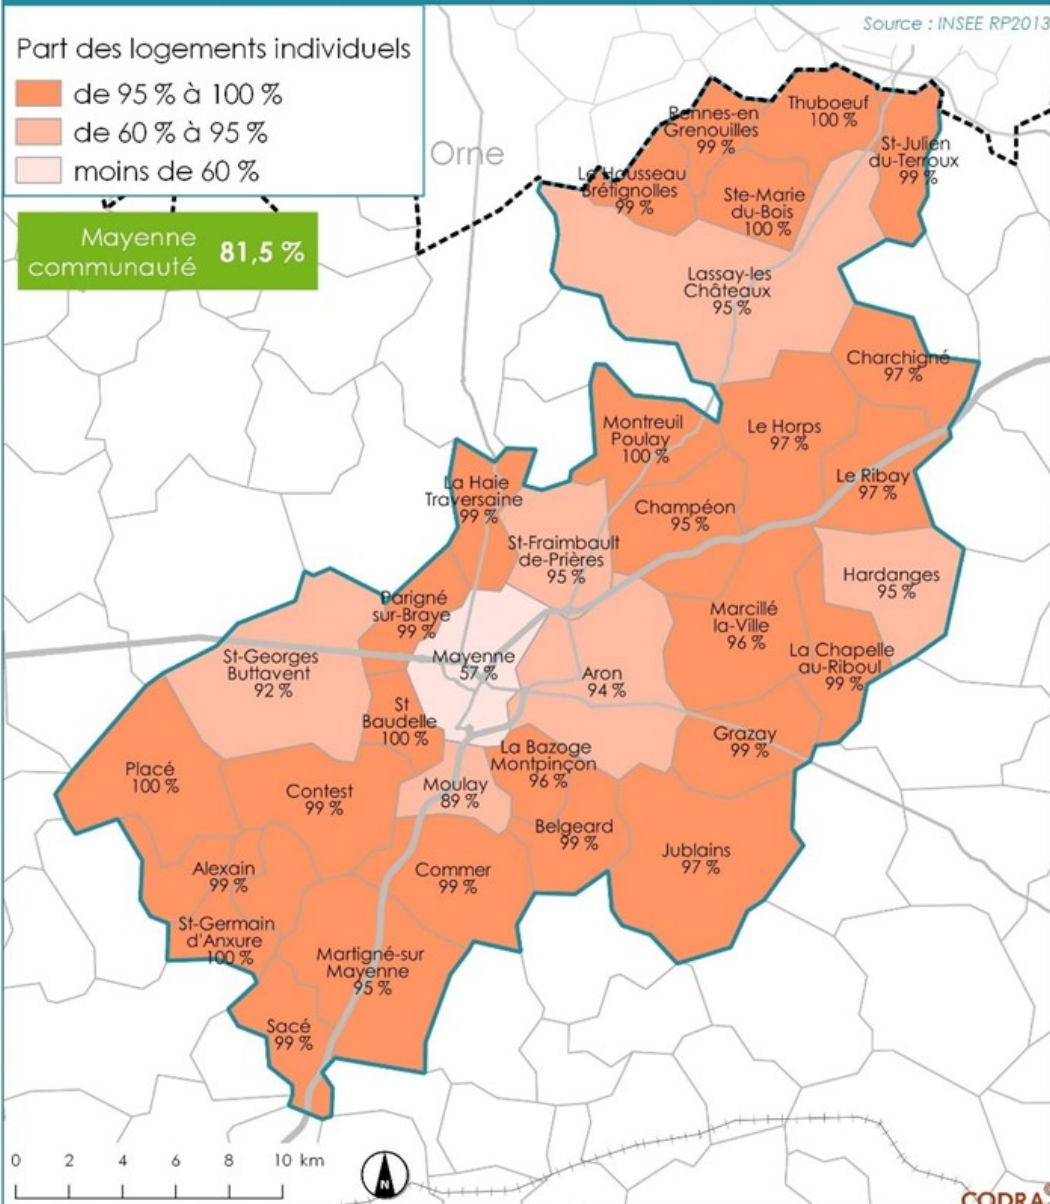 Source : INSEE RP2013
Part des logements individuels
de 95 % à 100 %
de 60 % à 95 %
moins de 60 %
Mayenne
communauté
81,5 %
Orne
Rennes-en
Grenouilles
99 %
Thuboeuf
100 %
St-Julien
du-Terroux
99 %
Le Housseau
Brétignolles
99 %
Ste-Marie
du-Bois
100 %
Lassay-les
Châteaux
95 %
Charchigné
97 %
Montreuil
Poulay
100 %
Le Horps
97 %
Le Ribay
97 %
La Haie
Traversaine
99 %
Champéon
95 %
St-Fraimbault
de-Prières
95 %
Hardanges
95 %
Parigné
sur-Braye
99 %
Marcillé
la-Ville
96 %
La Chapelle
au-Riboul
99 %
St-Georges
Buttavent
92 %
Mayenne
57 %
Aron
94 %
St
Baudelle
100 %
Grazay
99 %
La Bazoge
Montpinçon
96 %
Placé
100 %
Contest
99 %
Moulay
89 %
Belgeard
99 %
Jublains
97 %
Alexain
99 %
Commer
99 %
St-Germain
d'Anxure
100 %
Martigné-sur
Mayenne
95 %
Sacé
99 %
0 2 4 6 8 10 km
N
CODRA